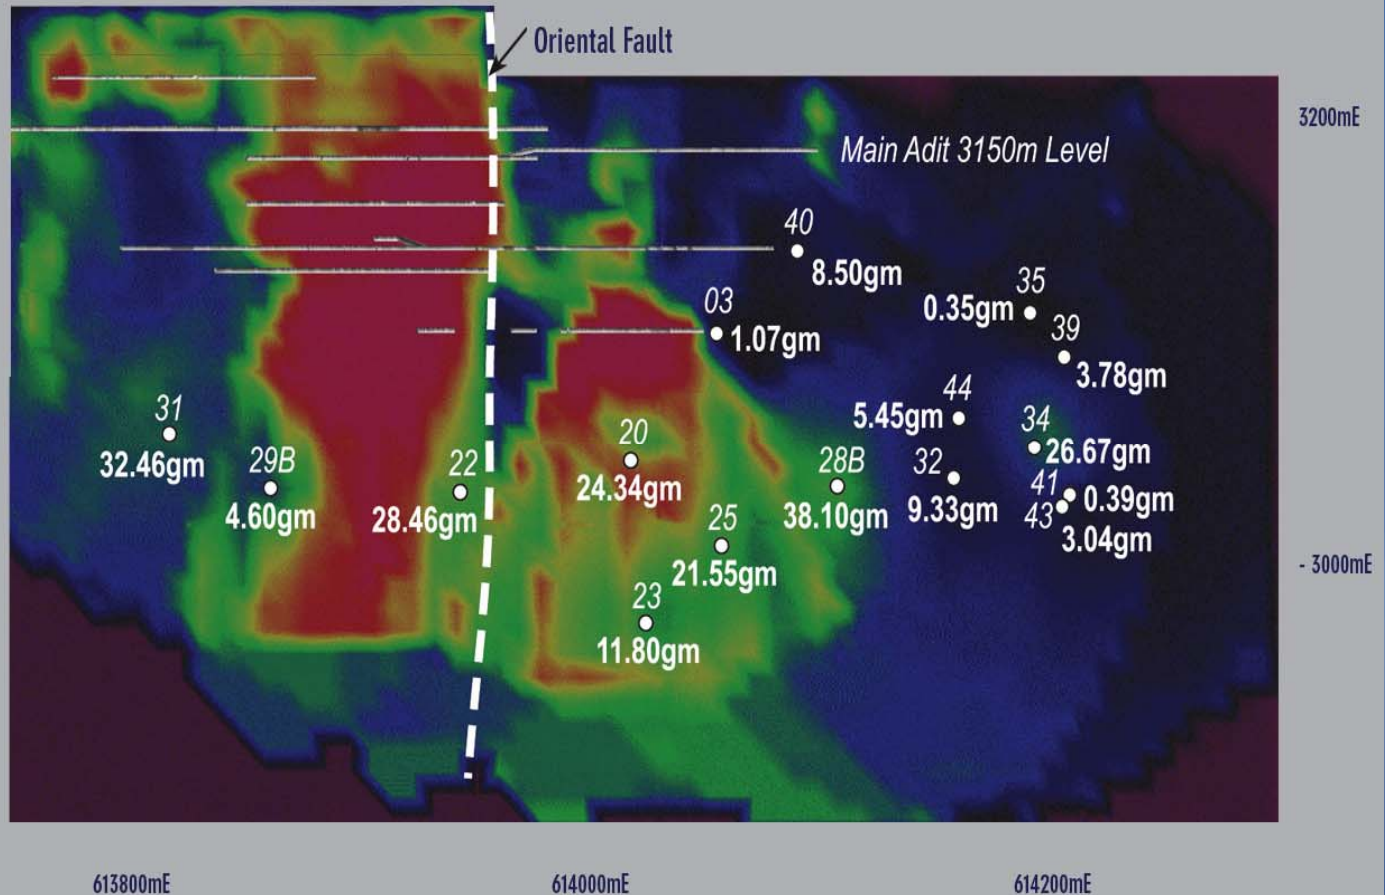 Oriental Fault
3200mE
Main Adit 3150m Level
40
8.50gm
35
0.35gm
03
1.07gm
39
3.78gm
44
5.45gm
31
32.46gm
20
24.34gm
34
26.67gm
29B
4.60gm
22
28.46gm
28B
38.10gm
32
9.33gm
41
0.39gm
43
3.04gm
25
21.55gm
- 3000mE
23
11.80gm
613800mE
614000mE
614200mE